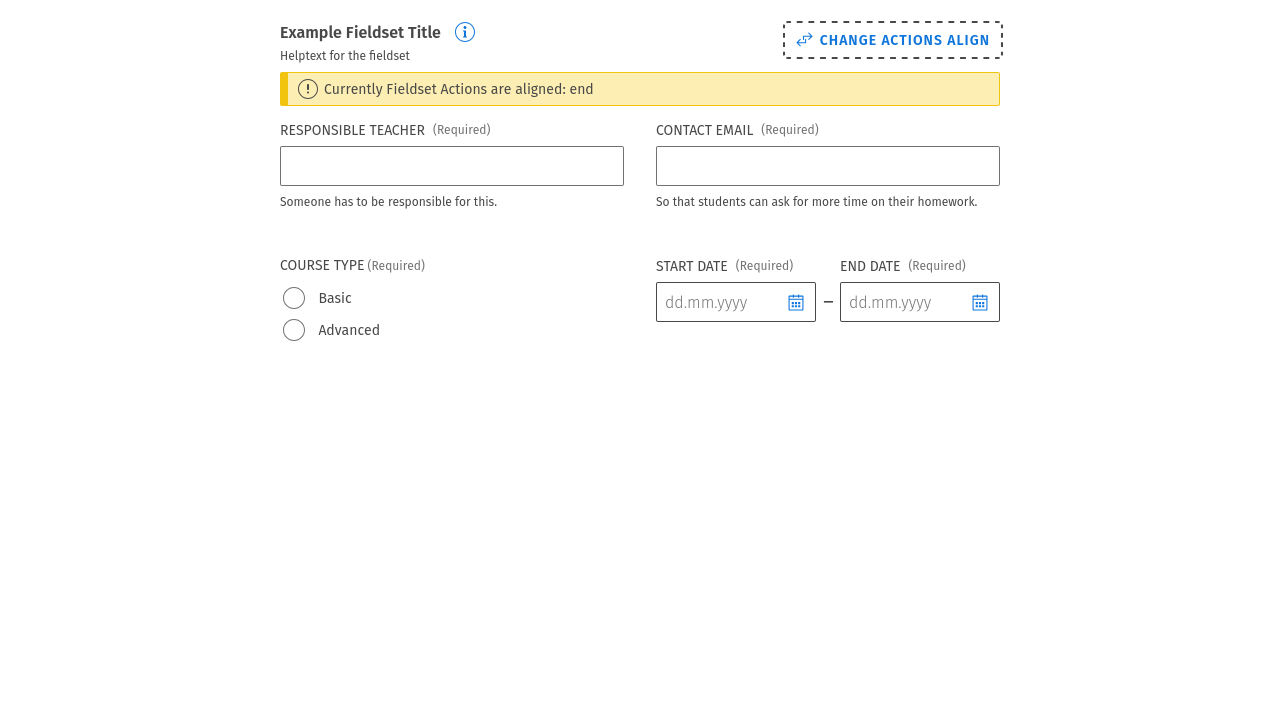 Example Fieldset Title
CHANGE ACTIONS ALIGN
Helptext for the fieldset
Currently Fieldset Actions are aligned: end
RESPONSIBLE TEACHER (Required)
CONTACT EMAIL (Required)
Someone has to be responsible for this.
So that students can ask for more time on their homework.
COURSE TYPE (Required)
Basic
Advanced
START DATE (Required)
END DATE (Required)
dd.mm.yyyy – dd.mm.yyyy